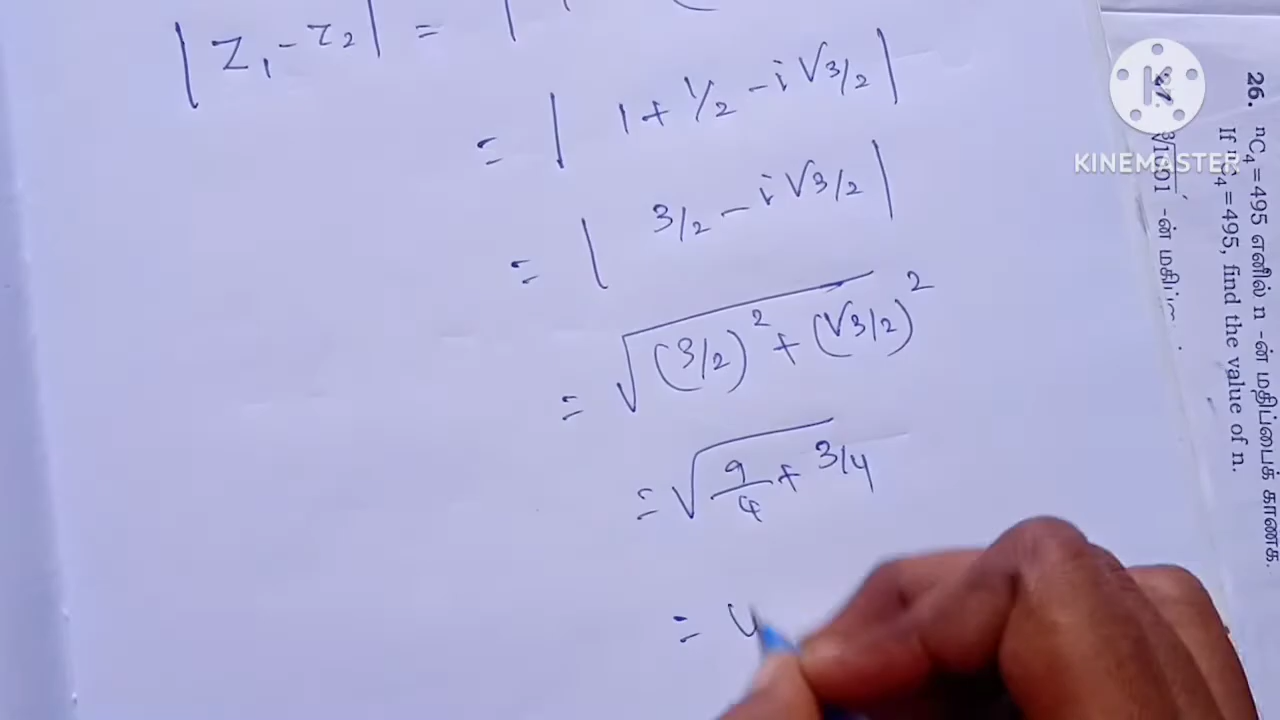 |Z₁ - Z₂| = |
= | 1 + 1/2 - i√3/2 |
= | 3/2 - i√3/2 |
= √(3/2)² + (√3/2)²
= √9/4 + 3/4
=
KINEMASTER
26. ⁿC₄ = 495 எனில் n -ன் மதிப்பைக் காண்க.
If ⁿC₄ = 495, find the value of n.
-ன்